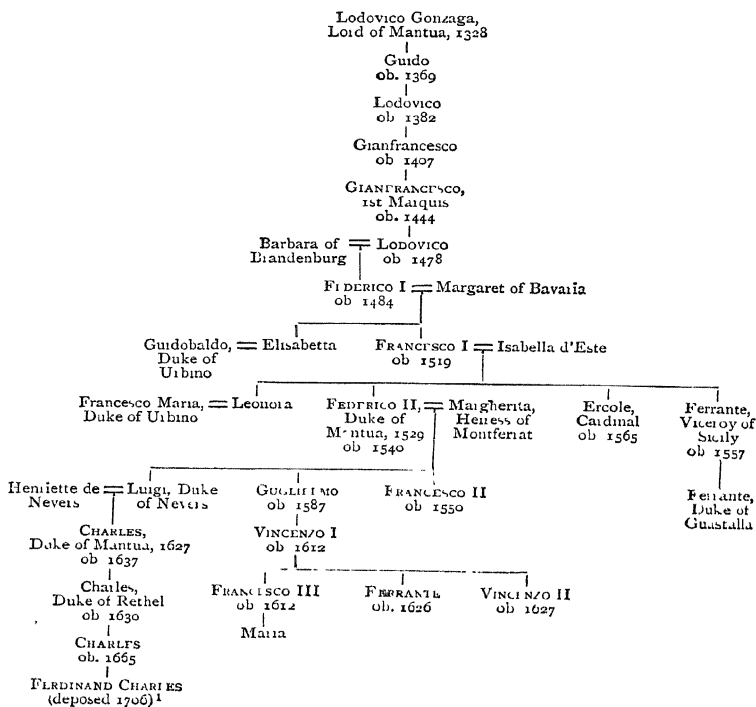 Lodovico Gonzaga,
Lord of Mantua, 1328
Guido
ob. 1369
Lodovico
ob 1382
Gianfrancesco
ob 1407
GIANFRANCESCO,
1st Marquis
ob. 1444
Barbara of
Brandenburg
LODOVICO
ob 1478
FEDERICO I
ob 1484
Margaret of Bavaria
Guidobaldo,
Duke of
Urbino
Elisabetta
FRANCESCO I
ob 1519
Isabella d'Este
Francesco Maria,
Duke of Urbino
Leonora
FEDERICO II,
Duke of
Mantua, 1529
ob 1540
Margherita,
Heiress of
Montferrat
Ercole,
Cardinal
ob 1565
Ferrante,
Viceroy of
Sicily
ob 1557
Henriette de
Nevers
Luigi, Duke
of Nevers
GUGLIELMO
ob 1587
FRANCESCO II
ob 1550
Ferrante,
Duke of
Guastalla
CHARLES,
Duke of Mantua, 1627
ob 1637
VINCENZO I
ob 1612
Charles,
Duke of Rethel
ob 1630
FRANCESCO III
ob 1612
FERRANTE
ob. 1626
VINCENZO II
ob 1627
Maria
CHARLES
ob. 1665
FERDINAND CHARLES
(deposed 1706)¹